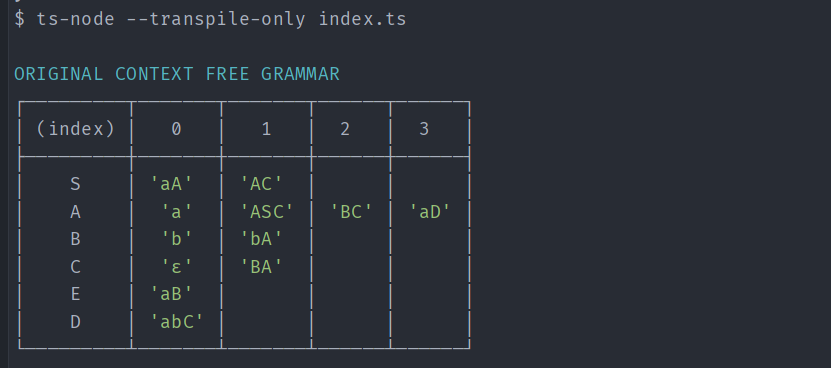 $ ts-node --transpile-only index.ts
ORIGINAL CONTEXT FREE GRAMMAR
(index) 0 1 2 3
S 'aA' 'AC'
A 'a' 'ASC' 'BC' 'aD'
B 'b' 'bA'
C 'ε' 'BA'
E 'aB'
D 'abC'